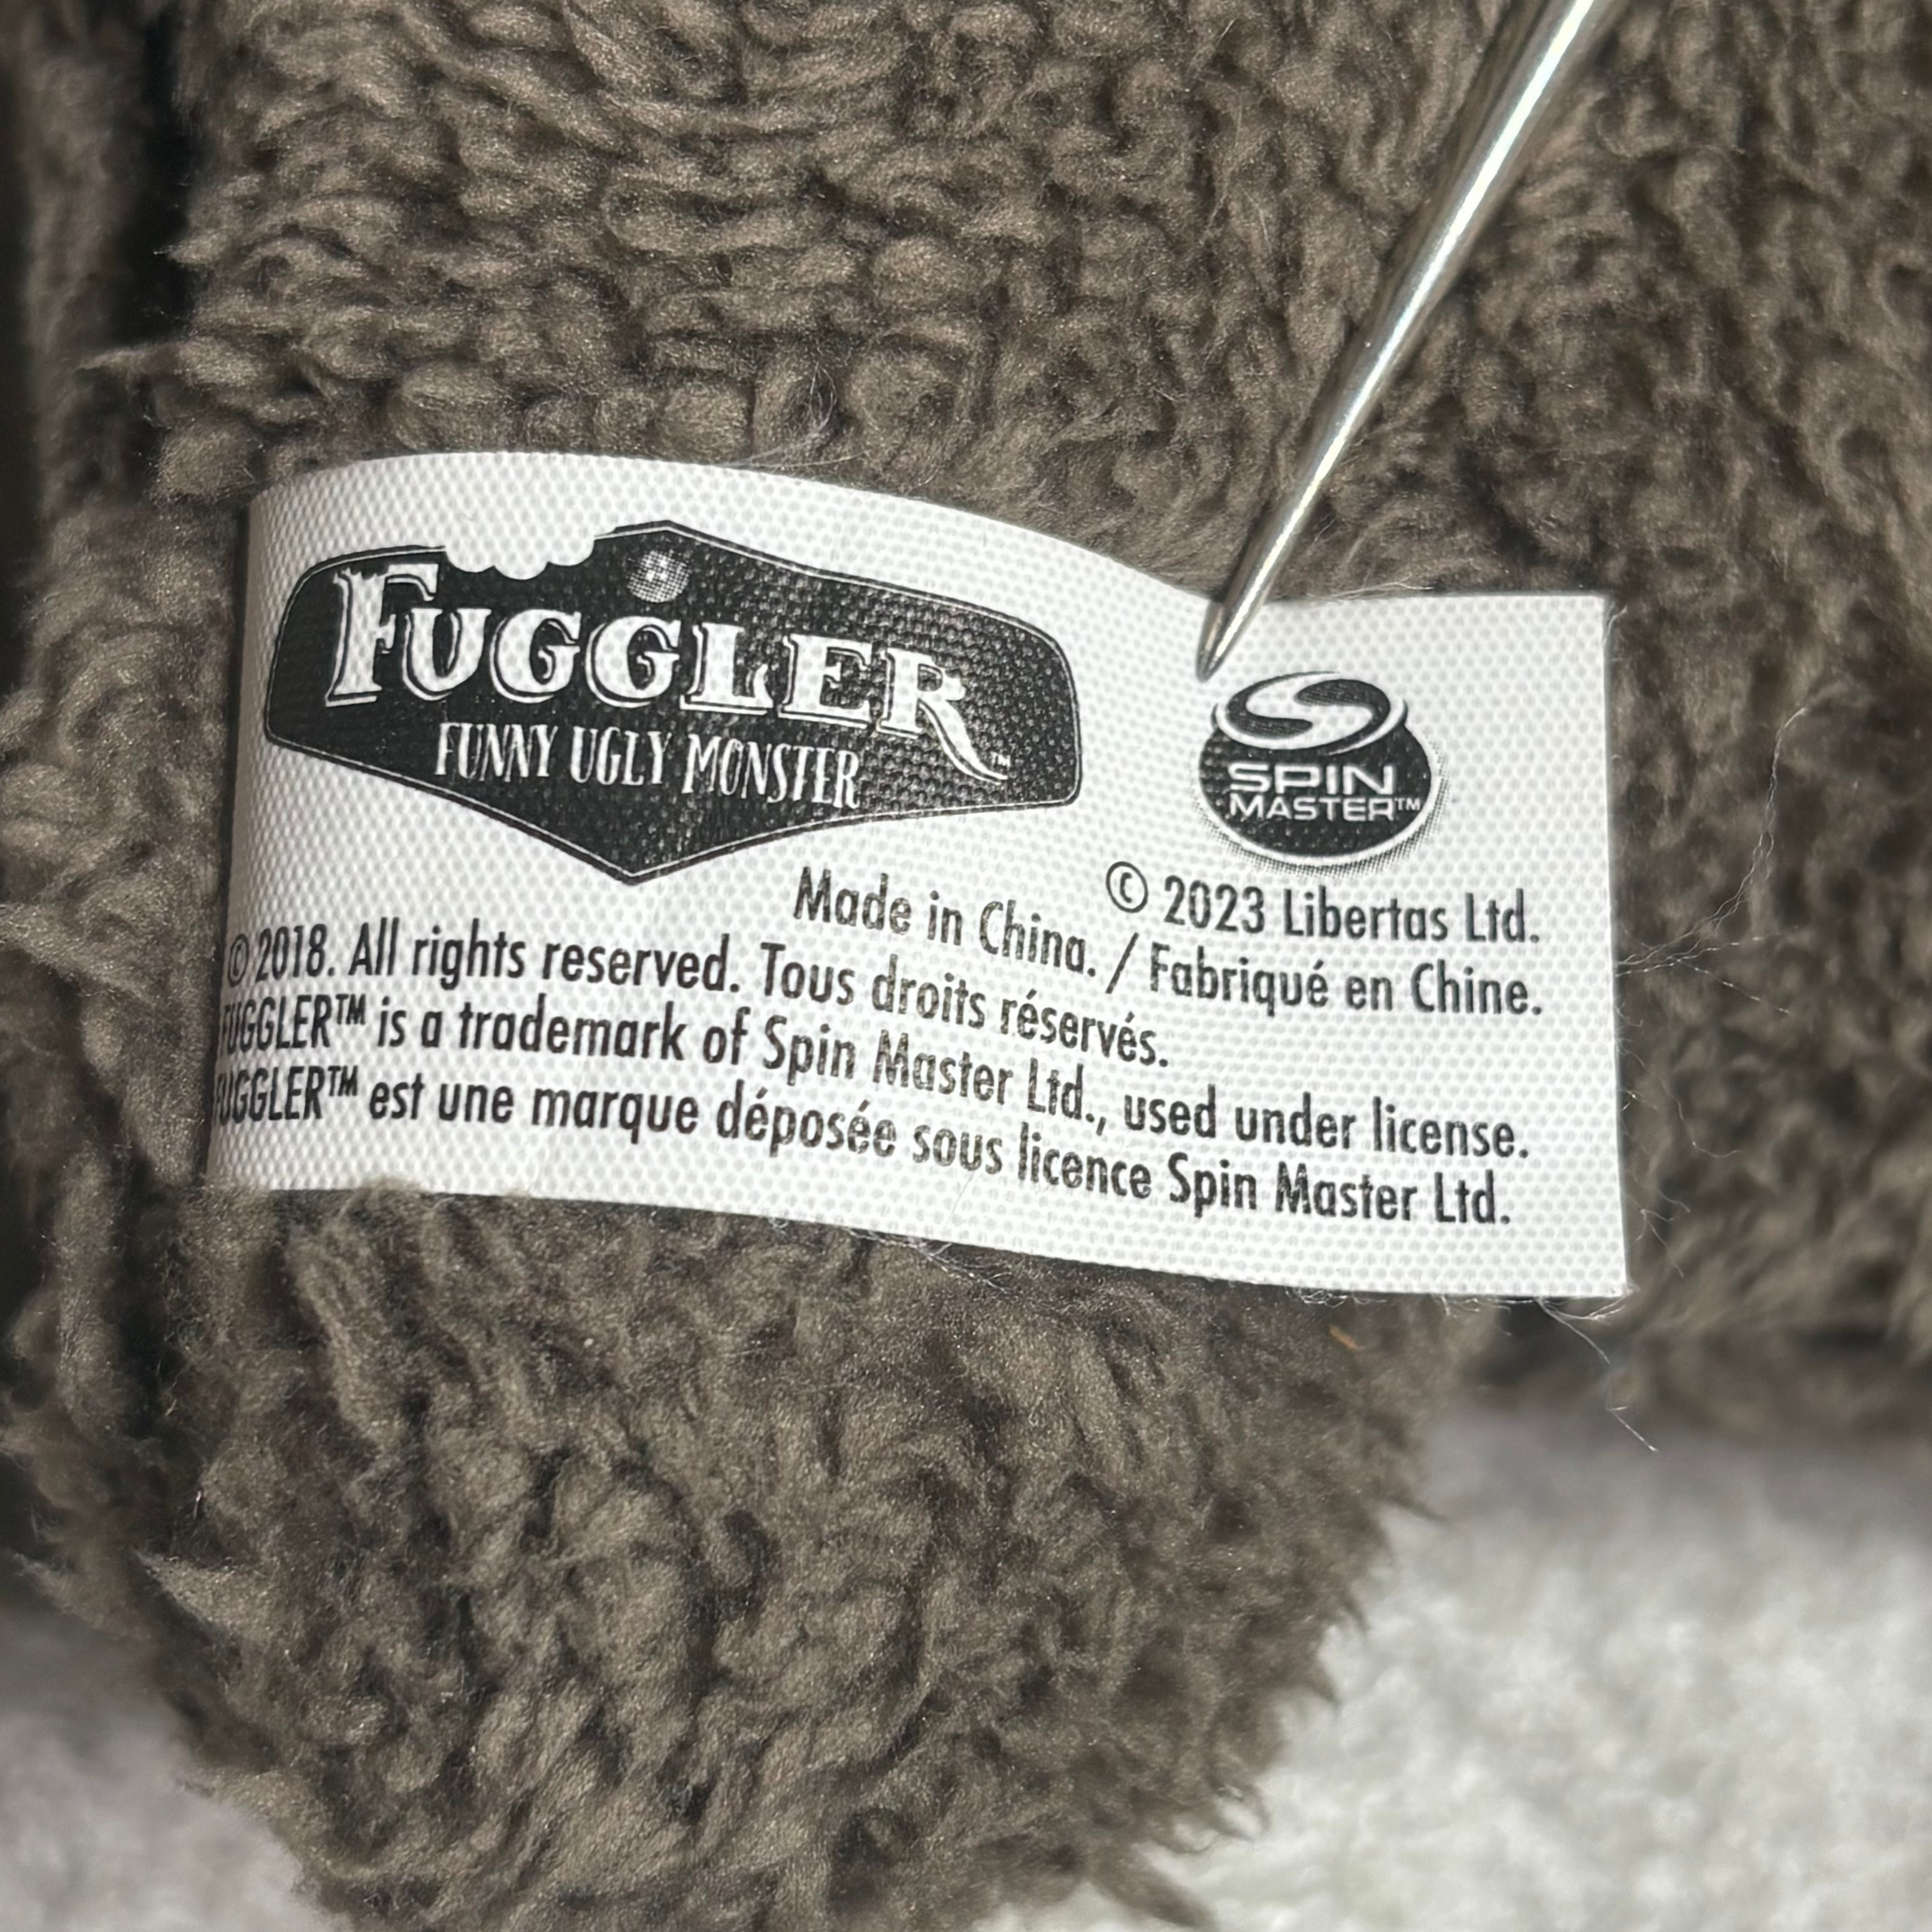 FUGGLER™
FUNNY UGLY MONSTER
SPIN
MASTER™
© 2023 Libertas Ltd.
Made in China. / Fabriqué en Chine.
© 2018. All rights reserved. Tous droits réservés.
FUGGLER™ is a trademark of Spin Master Ltd., used under license.
FUGGLER™ est une marque déposée sous licence Spin Master Ltd.